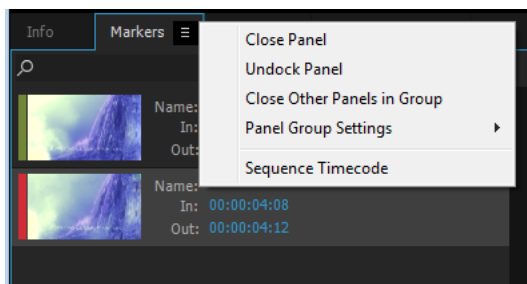 Info
Markers
Close Panel
Undock Panel
Close Other Panels in Group
Panel Group Settings
Sequence Timecode
Name:
In:
Out:
Name:
In: 00:00:04:08
Out: 00:00:04:12